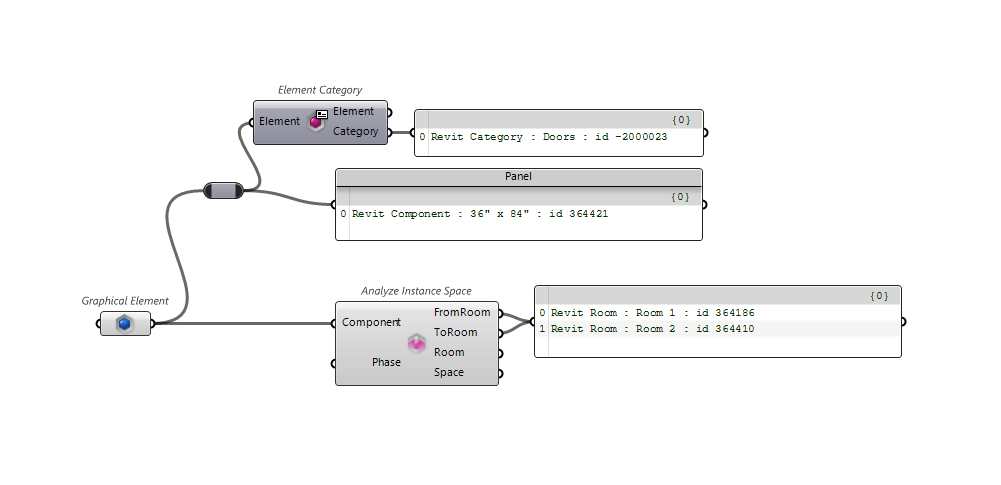 Element Category
Element
Element
Category
{0}
0 Revit Category : Doors : id -2000023
Panel
{0}
0 Revit Component : 36" x 84" : id 364421
Graphical Element
Analyze Instance Space
Component
Phase
FromRoom
ToRoom
Room
Space
{0}
0 Revit Room : Room 1 : id 364186
1 Revit Room : Room 2 : id 364410